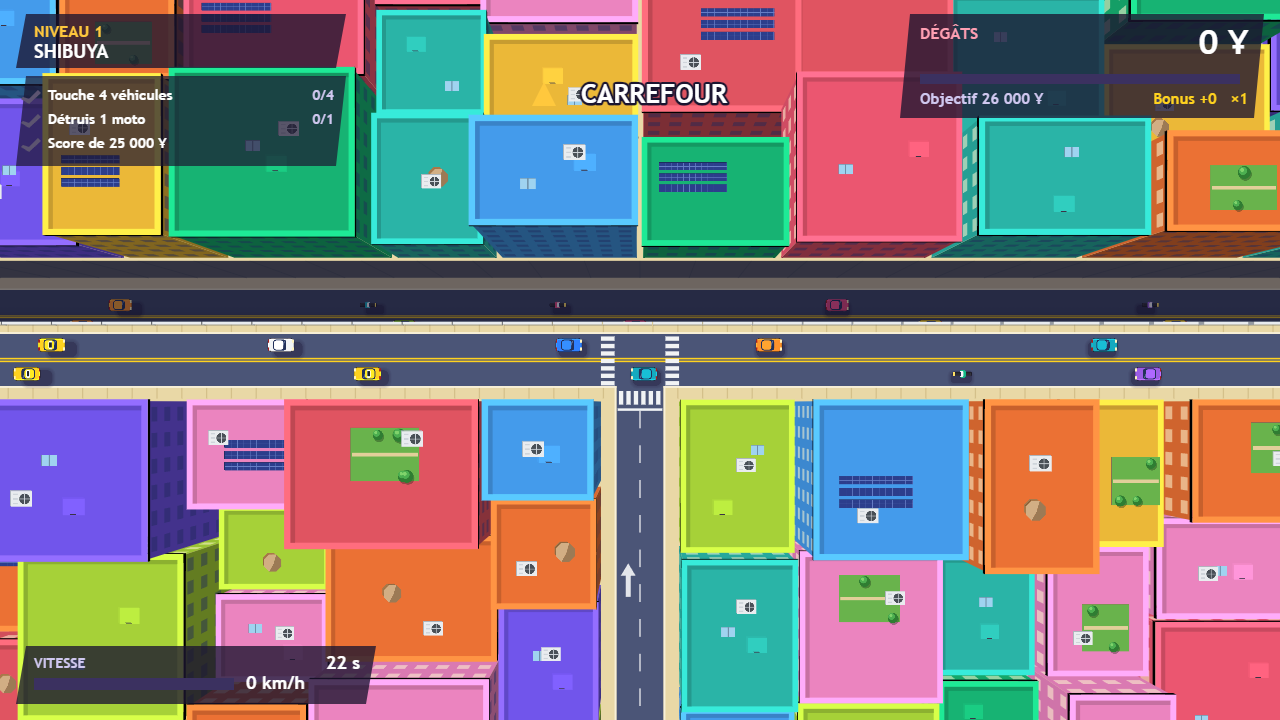 NIVEAU 1
SHIBUYA
Touche 4 véhicules 0/4
Détruis 1 moto 0/1
Score de 25 000 ¥
CARREFOUR
DÉGÂTS
0 ¥
Objectif 26 000 ¥ Bonus +0 ×1
VITESSE
22 s
0 km/h